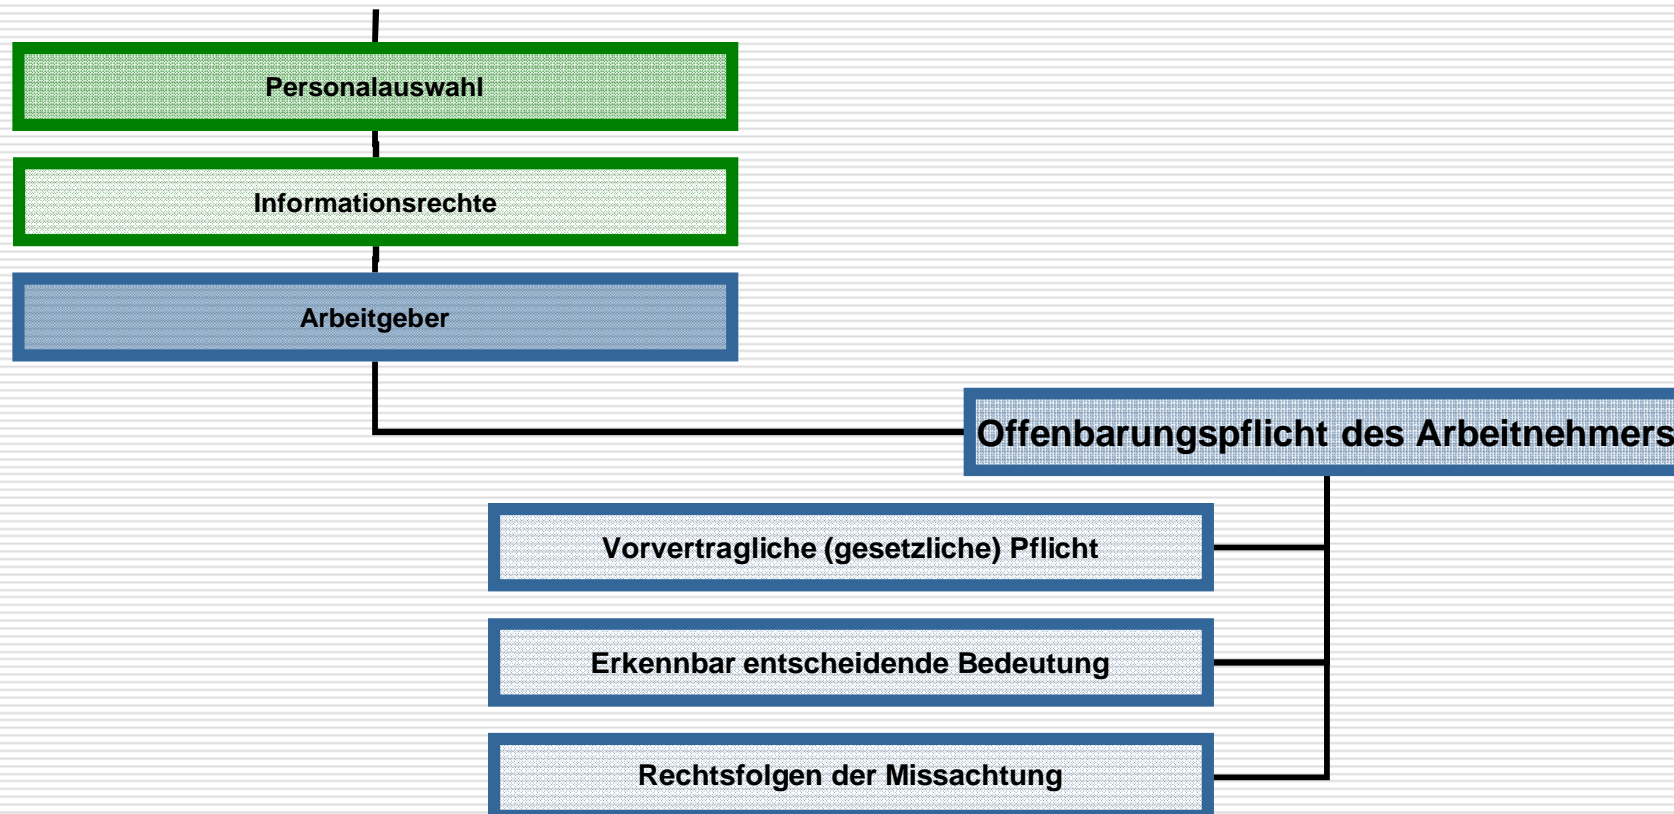 Personalauswahl
Informationsrechte
Arbeitgeber
Offenbarungspflicht des Arbeitnehmers
Vorvertragliche (gesetzliche) Pflicht
Erkennbar entscheidende Bedeutung
Rechtsfolgen der Missachtung